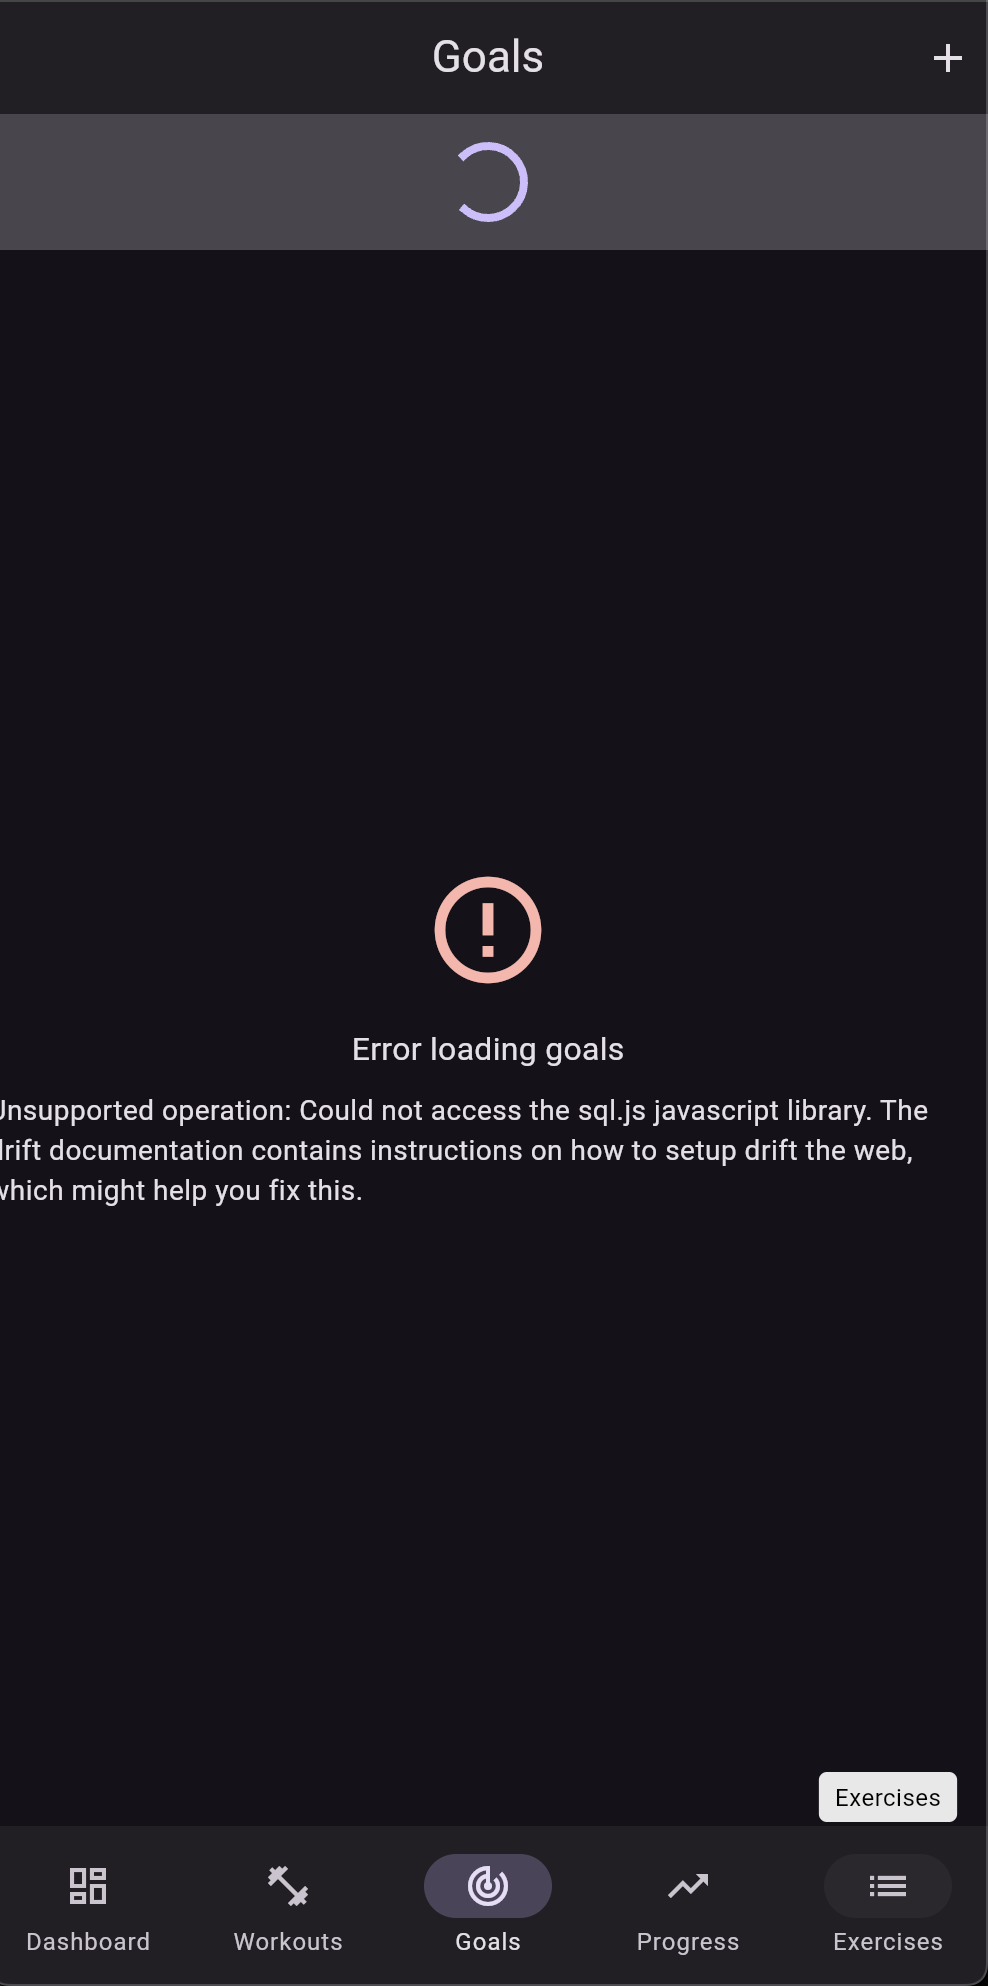 Goals
Error loading goals
Unsupported operation: Could not access the sql.js javascript library. The
drift documentation contains instructions on how to setup drift the web,
which might help you fix this.
Exercises
Dashboard
Workouts
Goals
Progress
Exercises